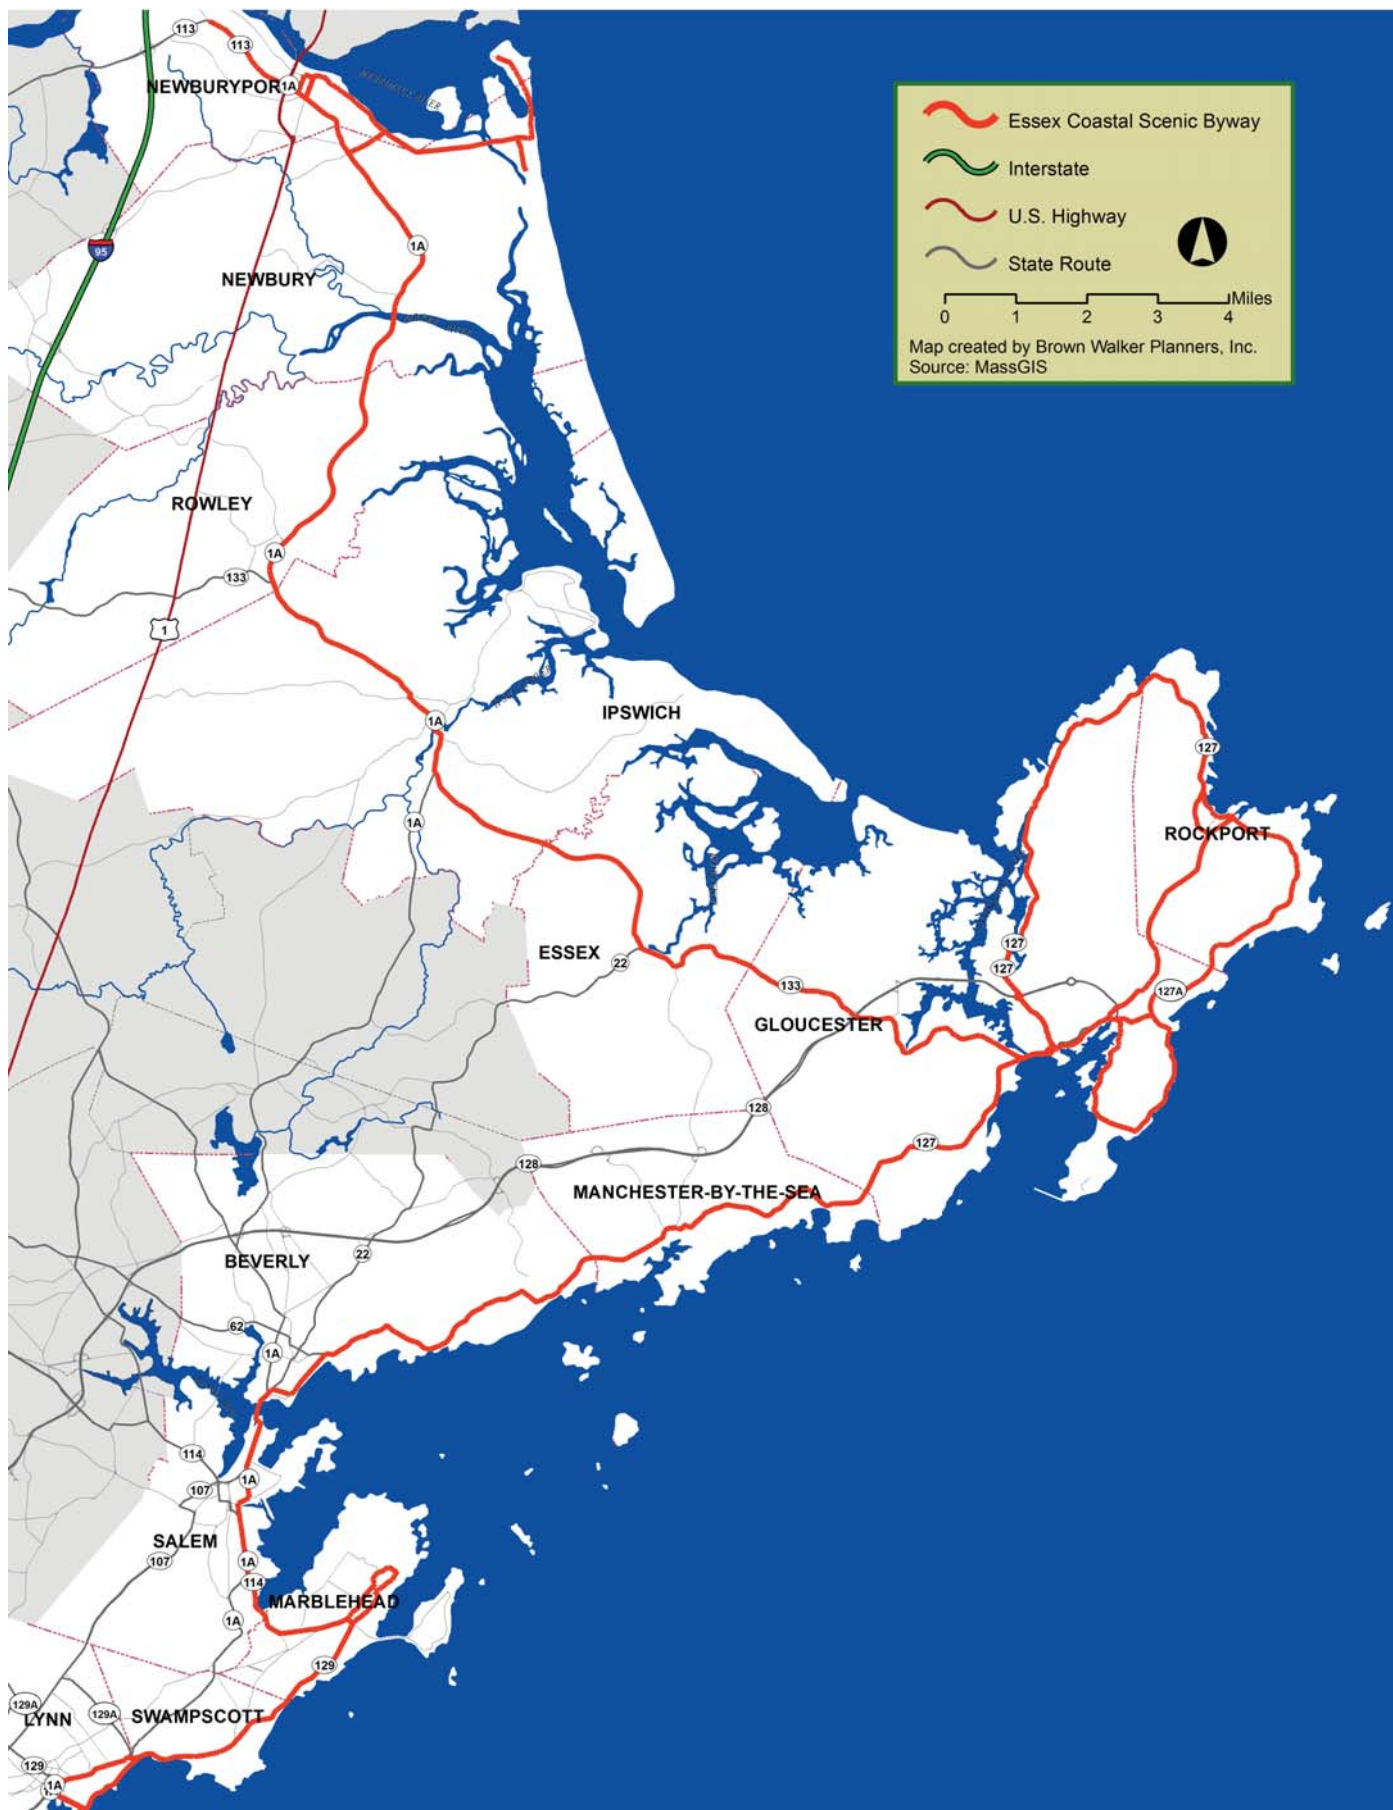 113
113
1A
NEWBURYPOR
Essex Coastal Scenic Byway
Interstate
U.S. Highway
State Route
Miles
0 1 2 3 4
Map created by Brown Walker Planners, Inc.
Source: MassGIS
95
1A
NEWBURY
ROWLEY
1A
133
1
IPSWICH
1A
127
1A
ROCKPORT
ESSEX
22
127
127
133
127A
GLOUCESTER
128
127
128
MANCHESTER-BY-THE-SEA
22
BEVERLY
62
1A
114
1A
107
SALEM
107
1A
114
MARBLEHEAD
1A
129
129A
129A
LYNN
SWAMPSCOTT
129
1A